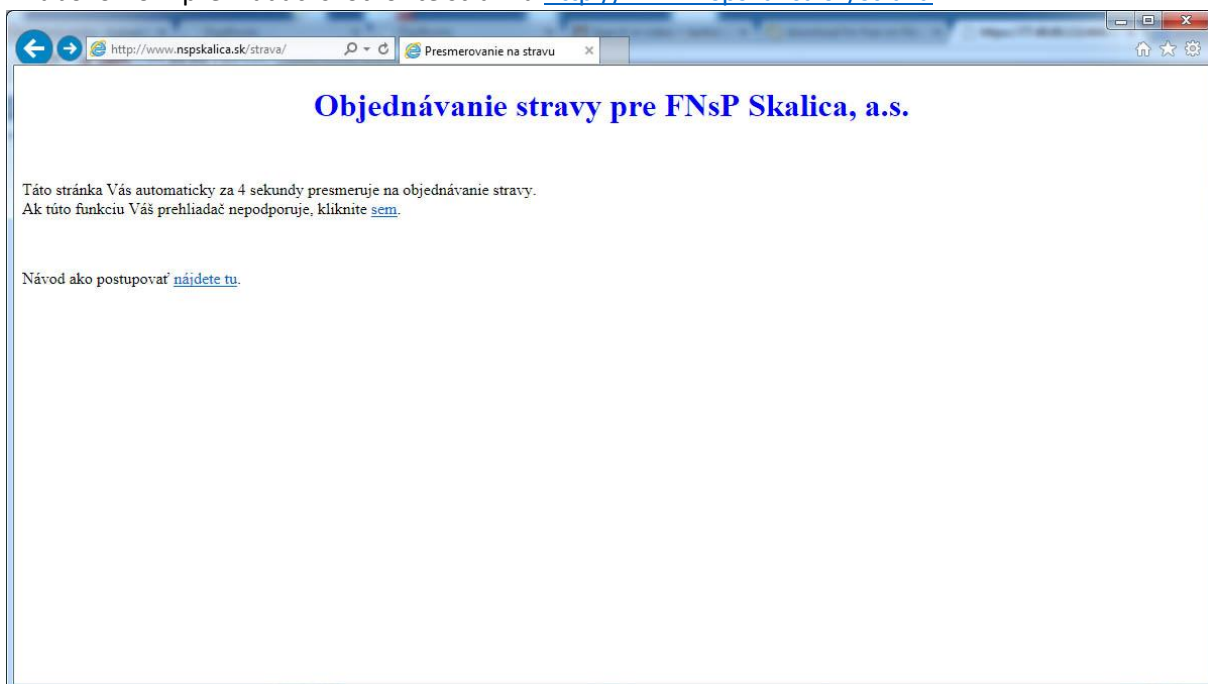 http://www.nspskalica.sk/strava/
Presmerovanie na stravu
Objednávanie stravy pre FNsP Skalica, a.s.
Táto stránka Vás automaticky za 4 sekundy presmeruje na objednávanie stravy.
Ak túto funkciu Váš prehliadač nepodporuje, kliknite sem.
Návod ako postupovať nájdete tu.